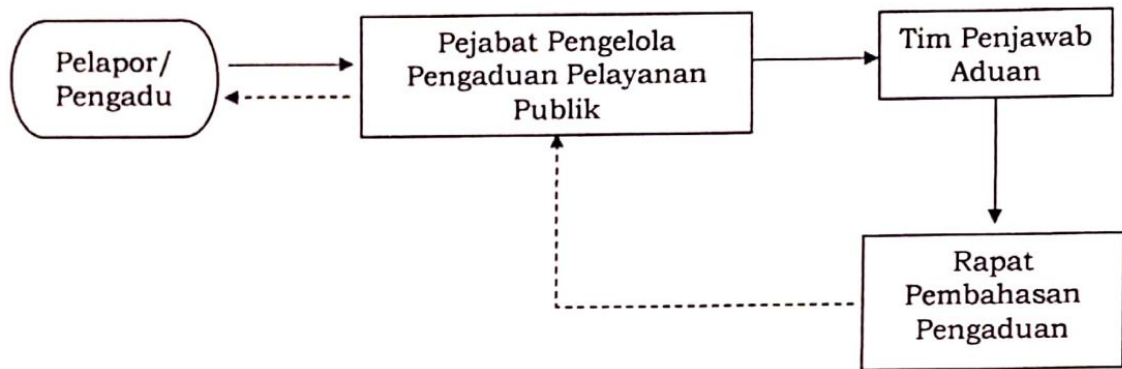 Pelapor/
Pengadu
Pejabat Pengelola
Pengaduan Pelayanan
Publik
Tim Penjawab
Aduan
Rapat
Pembahasan
Pengaduan